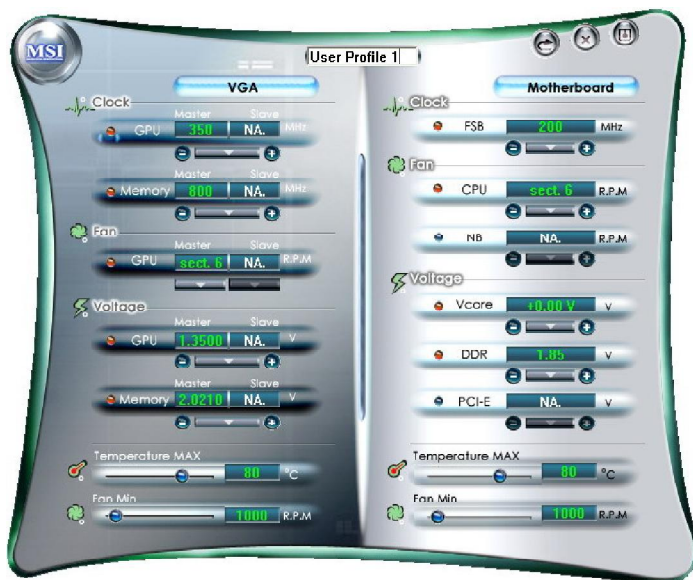 MSI
User Profile 1
VGA
Clock
Master Slave
GPU 350 NA. MHz
Master Slave
Memory 800 NA. MHz
Fan
Master Slave
GPU sect. 6 NA. R.P.M
Voltage
Master Slave
GPU 1.3500 NA. V
Master Slave
Memory 2.0210 NA. V
Temperature MAX
80 °C
Fan Min
1000 R.P.M
Motherboard
Clock
FSB 200 MHz
Fan
CPU sect. 6 R.P.M
NB NA. R.P.M
Voltage
Vcore +0.00 V V
DDR 1.85 V
PCI-E NA. V
Temperature MAX
80 °C
Fan Min
1000 R.P.M